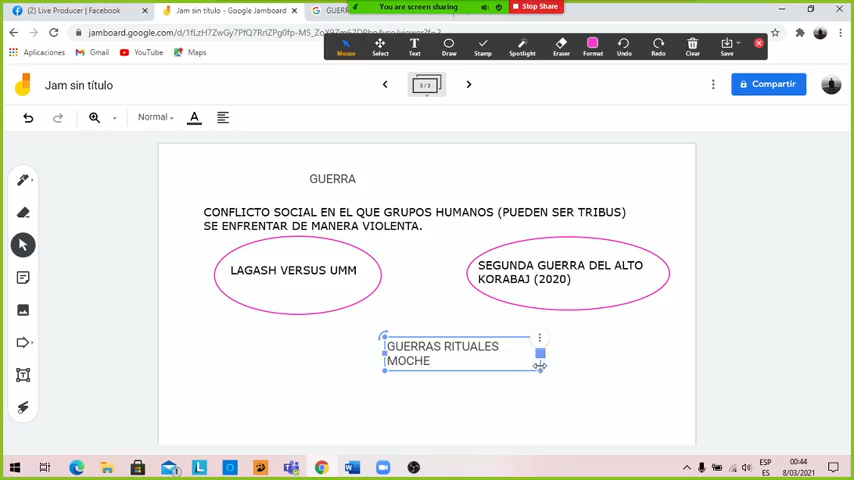 (2) Live Producer | Facebook
Jam sin título - Google Jamboard
GUERR
You are screen sharing
Stop Share
jamboard.google.com/d/
Aplicaciones
Gmail
YouTube
Maps
Mouse
Select
Text
Draw
Stamp
Spotlight
Eraser
Format
Undo
Redo
Clear
Save
Jam sin título
3 / 3
Compartir
Normal
A
GUERRA
CONFLICTO SOCIAL EN EL QUE GRUPOS HUMANOS (PUEDEN SER TRIBUS)
SE ENFRENTAR DE MANERA VIOLENTA.
LAGASH VERSUS UMM
SEGUNDA GUERRA DEL ALTO
KORABAJ (2020)
GUERRAS RITUALES
MOCHE
ESP
ES
00:44
8/03/2021